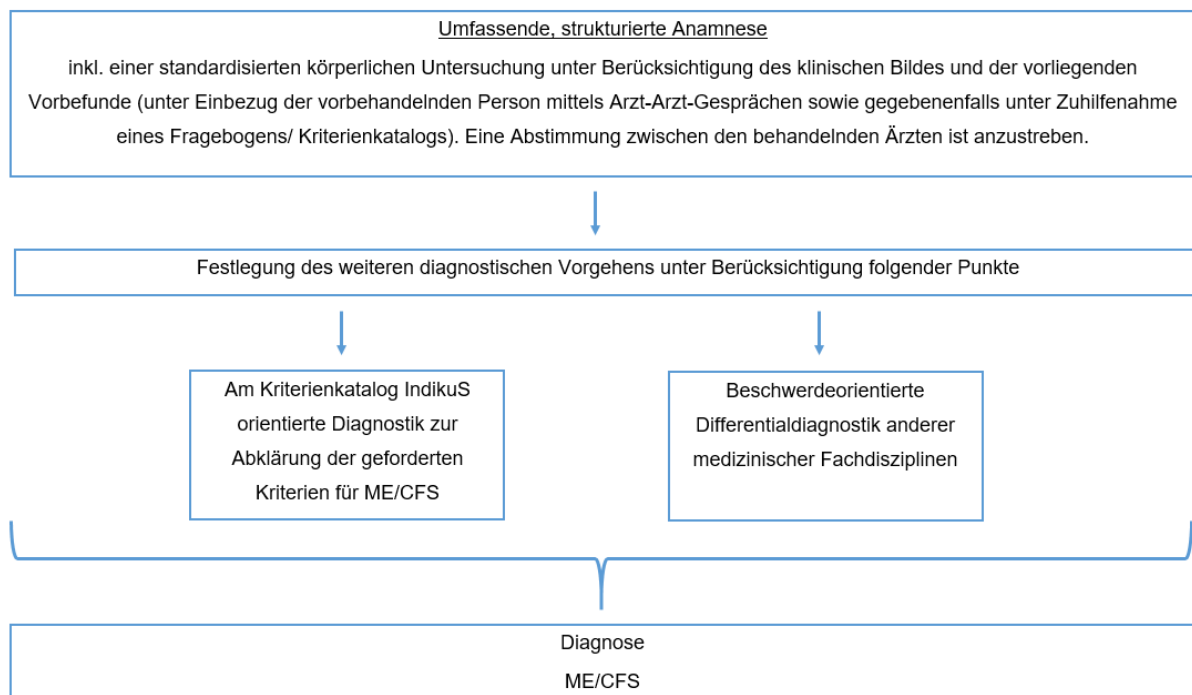 Umfassende, strukturierte Anamnese
inkl. einer standardisierten körperlichen Untersuchung unter Berücksichtigung des klinischen Bildes und der vorliegenden
Vorbefunde (unter Einbezug der vorbehandelnden Person mittels Arzt-Arzt-Gesprächen sowie gegebenenfalls unter Zuhilfenahme
eines Fragebogens/ Kriterienkatalogs). Eine Abstimmung zwischen den behandelnden Ärzten ist anzustreben.
Festlegung des weiteren diagnostischen Vorgehens unter Berücksichtigung folgender Punkte
Am Kriterienkatalog IndikuS
orientierte Diagnostik zur
Abklärung der geforderten
Kriterien für ME/CFS
Beschwerdeorientierte
Differentialdiagnostik anderer
medizinischer Fachdisziplinen
Diagnose
ME/CFS